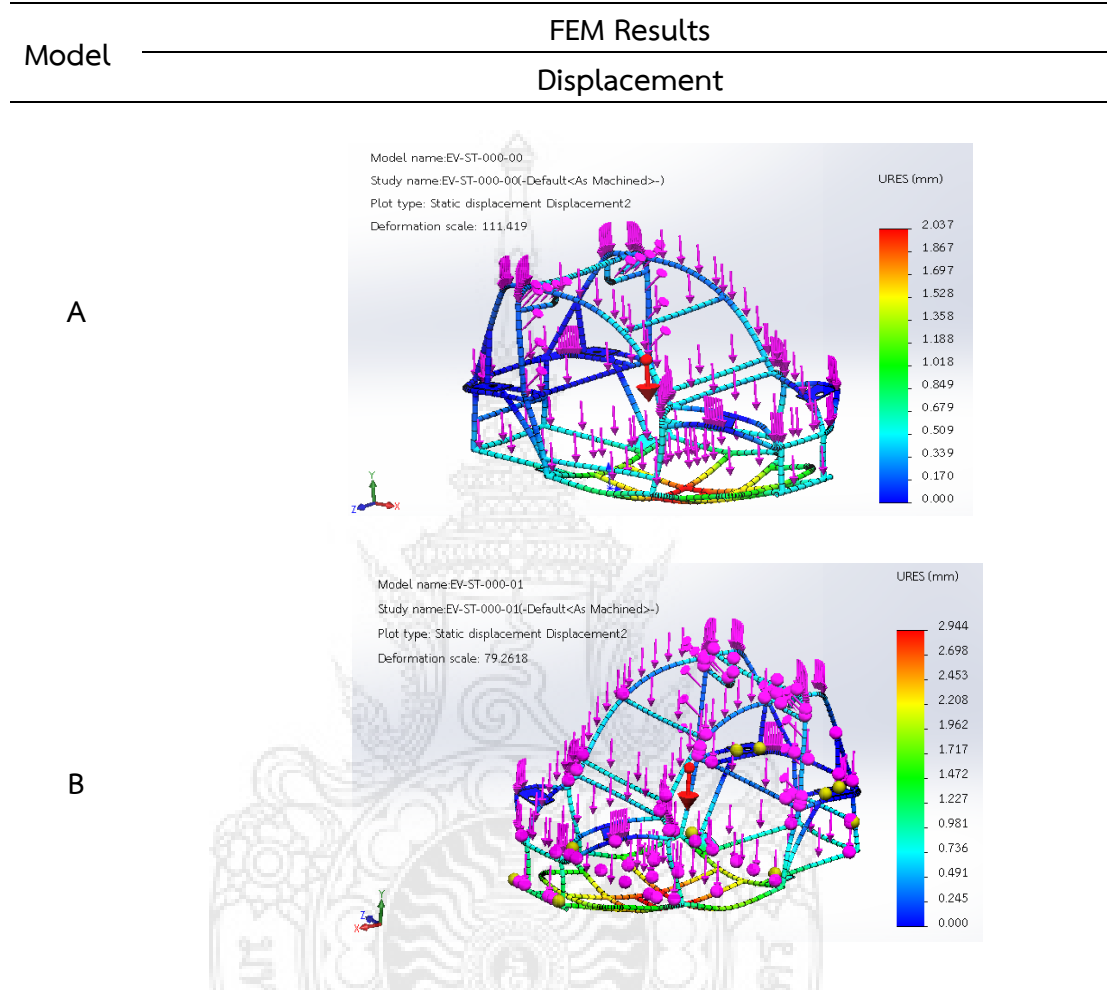 Model
FEM Results
Displacement
A
Model name:EV-ST-000-00
Study name:EV-ST-000-00(-Default<As Machined>-)
Plot type: Static displacement Displacement2
Deformation scale: 111.419
URES (mm)
2.037
1.867
1.697
1.528
1.358
1.188
1.018
0.849
0.679
0.509
0.339
0.170
0.000
Y
Z
X
B
Model name:EV-ST-000-01
Study name:EV-ST-000-01(-Default<As Machined>-)
Plot type: Static displacement Displacement2
Deformation scale: 79.2618
URES (mm)
2.944
2.698
2.453
2.208
1.962
1.717
1.472
1.227
0.981
0.736
0.491
0.245
0.000
Y
Z
X